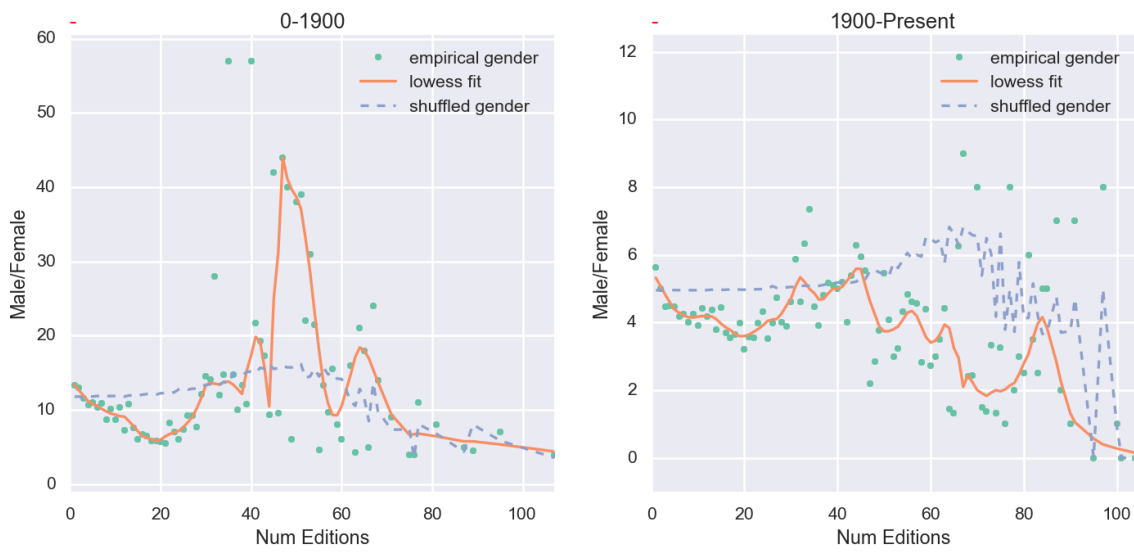 0-1900
empirical gender
lowess fit
shuffled gender
Male/Female
60
50
40
30
20
10
0
0 20 40 60 80 100
Num Editions
1900-Present
empirical gender
lowess fit
shuffled gender
Male/Female
12
10
8
6
4
2
0
0 20 40 60 80 100
Num Editions